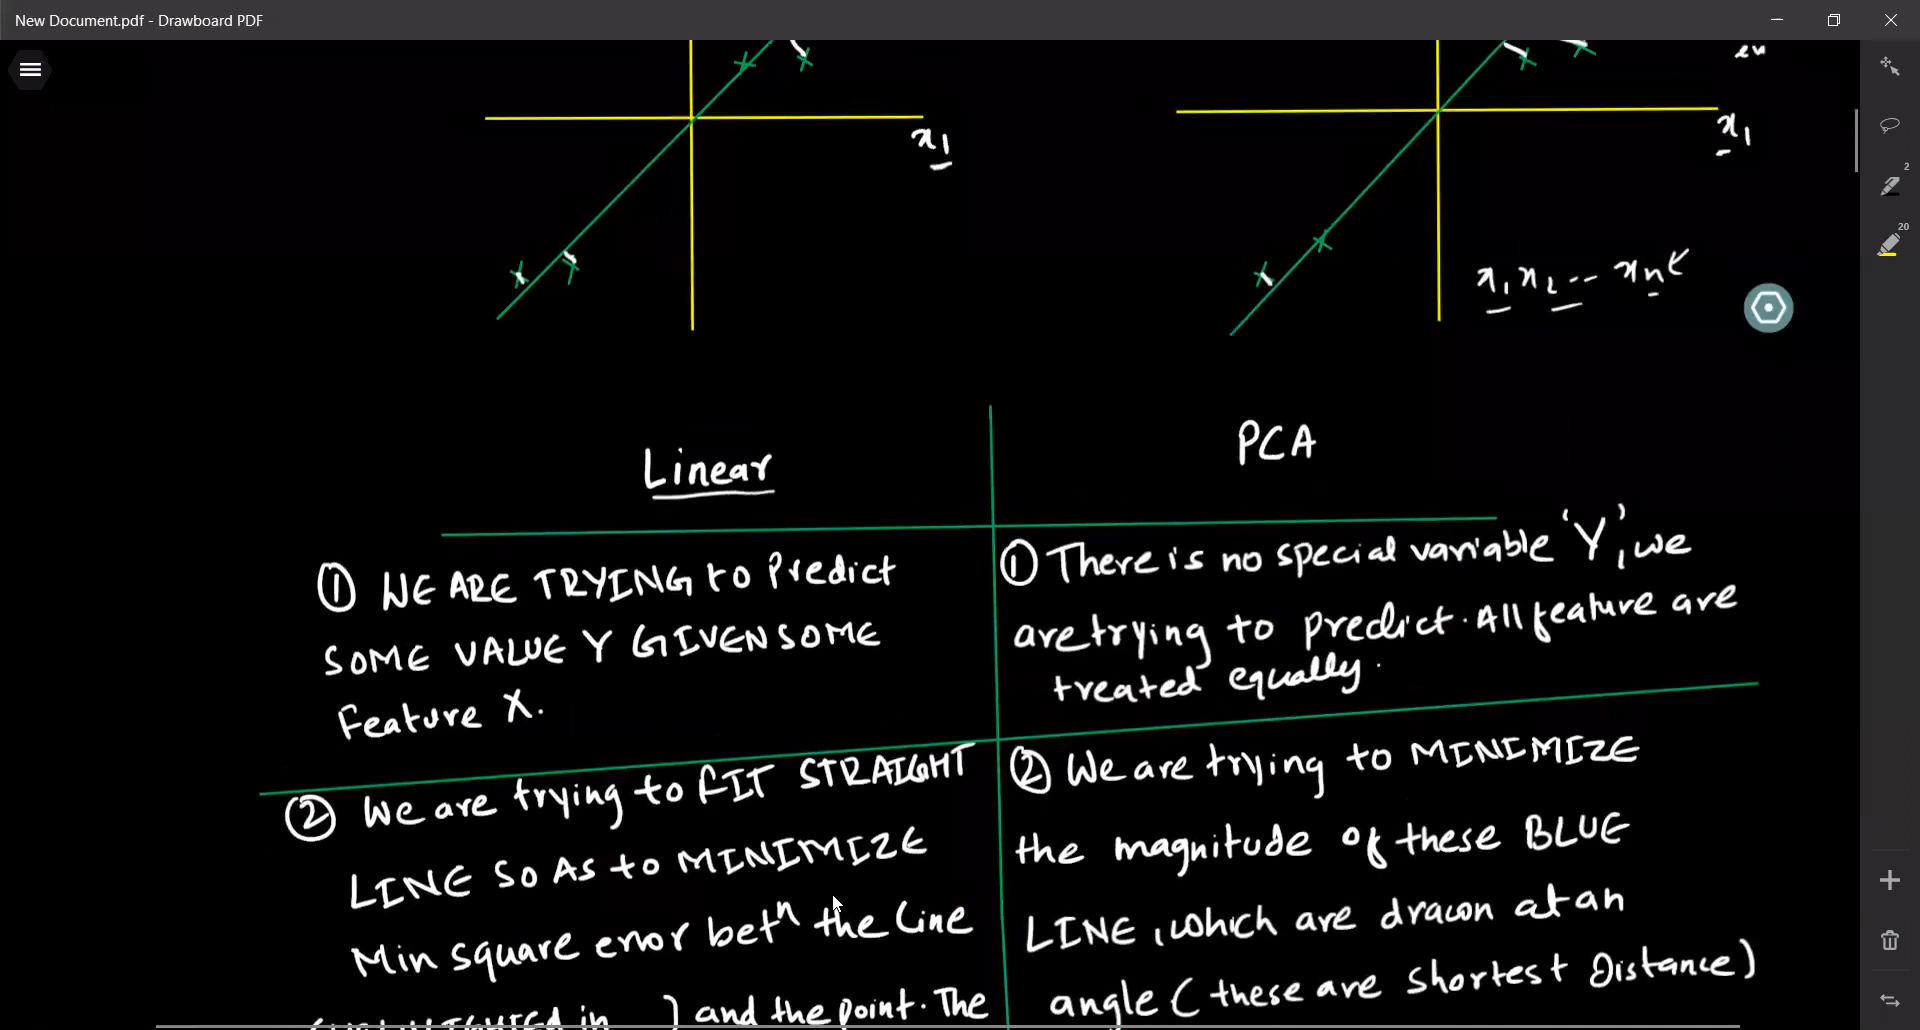 New Document.pdf - Drawboard PDF
x1
x1
x1 x2 -- xn
2
20
Linear
PCA
① WE ARE TRYING to Predict
SOME VALUE Y GIVEN SOME
Feature X.
① There is no special variable 'Y', we
are trying to predict. All feature are
treated equally.
② We are trying to FIT STRAIGHT
LINE SO AS to MINIMIZE
Min square error betn the Line
) and the point. The
② We are trying to MINIMIZE
the magnitude of these BLUE
LINE, which are drawn at an
angle (these are shortest Distance)